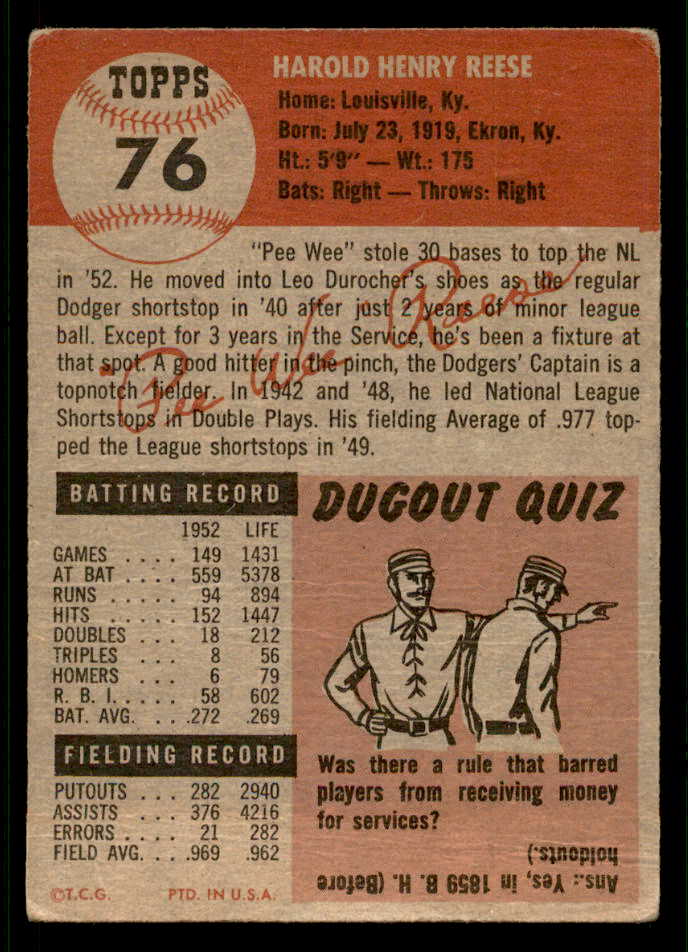 TOPPS
76
HAROLD HENRY REESE
Home: Louisville, Ky.
Born: July 23, 1919, Ekron, Ky.
Ht.: 5'9" — Wt.: 175
Bats: Right — Throws: Right
"Pee Wee" stole 30 bases to top the NL
in '52. He moved into Leo Durocher's shoes as the regular
Dodger shortstop in '40 after just 2 years of minor league
ball. Except for 3 years in the Service, he's been a fixture at
that spot. A good hitter in the pinch, the Dodgers' Captain is a
topnotch fielder. In 1942 and '48, he led National League
Shortstops in Double Plays. His fielding Average of .977 top-
ped the League shortstops in '49.
Pee Wee Reese
BATTING RECORD
1952 LIFE
GAMES .... 149 1431
AT BAT .... 559 5378
RUNS ..... 94 894
HITS ..... 152 1447
DOUBLES .. 18 212
TRIPLES ... 8 56
HOMERS ... 6 79
R. B. I. .... 58 602
BAT. AVG. ... .272 .269
FIELDING RECORD
PUTOUTS ... 282 2940
ASSISTS ... 376 4216
ERRORS ... 21 282
FIELD AVG. .. .969 .962
©T.C.G. PTD. IN U.S.A.
DUGOUT QUIZ
Was there a rule that barred
players from receiving money
for services?
Ans.: Yes, in 1859 B. H. (Before
holdouts.)